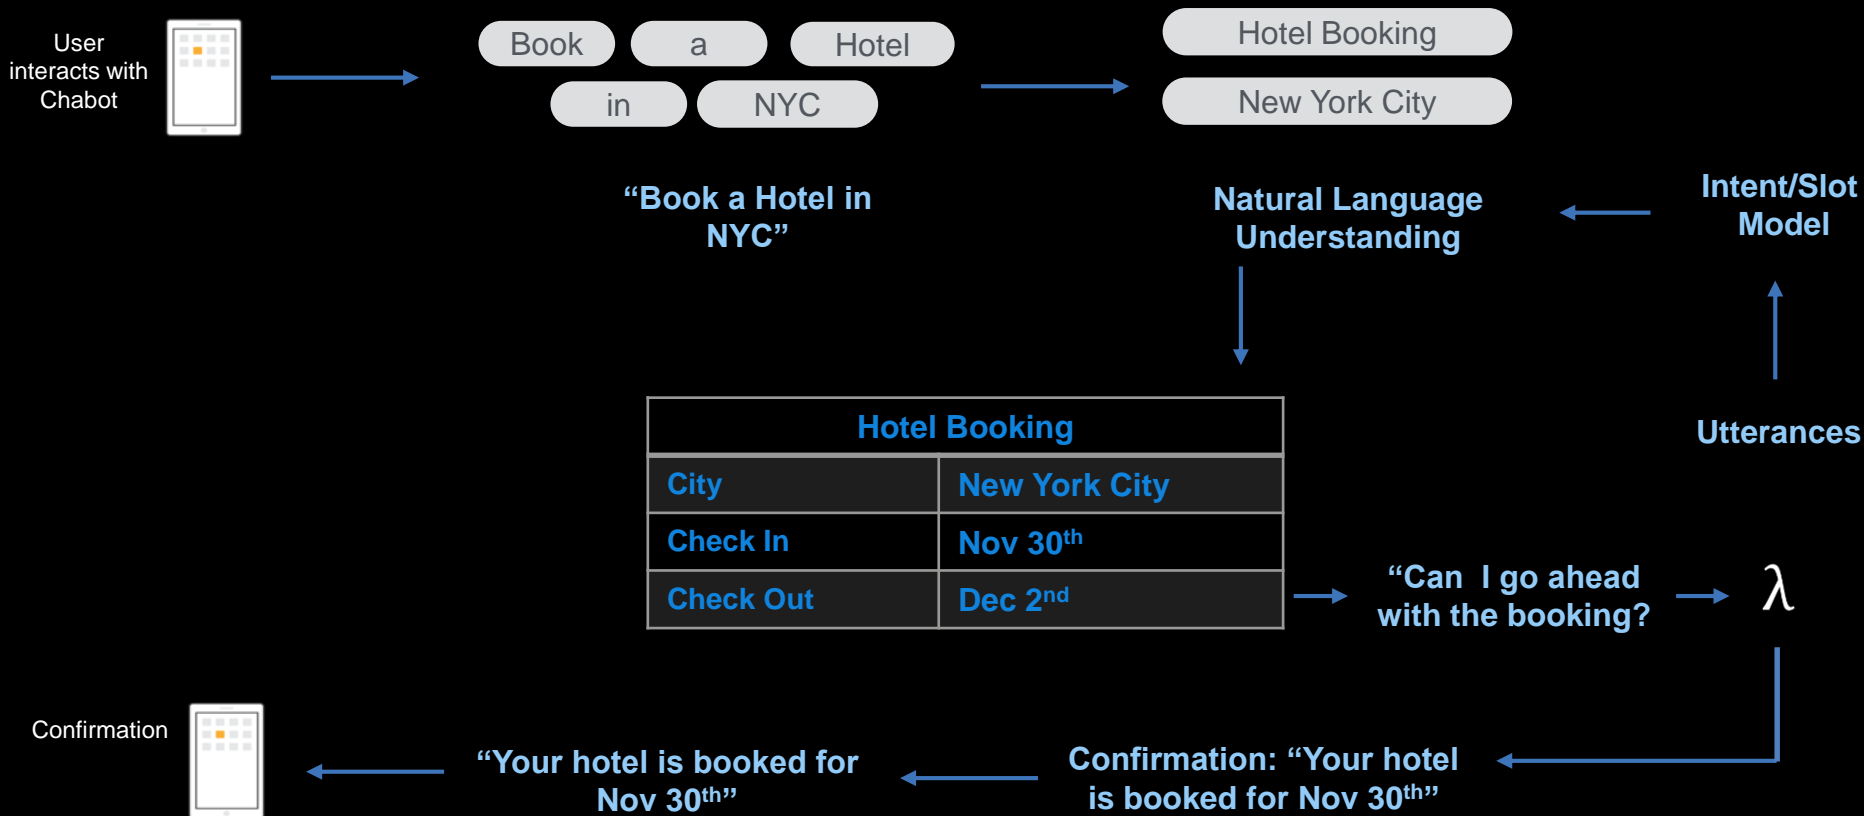 User
interacts with
Chabot
Book
a
Hotel
in
NYC
Hotel Booking
New York City
“Book a Hotel in
NYC”
Natural Language
Understanding
Intent/Slot
Model
Utterances
Hotel Booking
City New York City
Check In Nov 30th
Check Out Dec 2nd
“Can I go ahead
with the booking?
λ
Confirmation: “Your hotel
is booked for Nov 30th”
“Your hotel is booked for
Nov 30th”
Confirmation